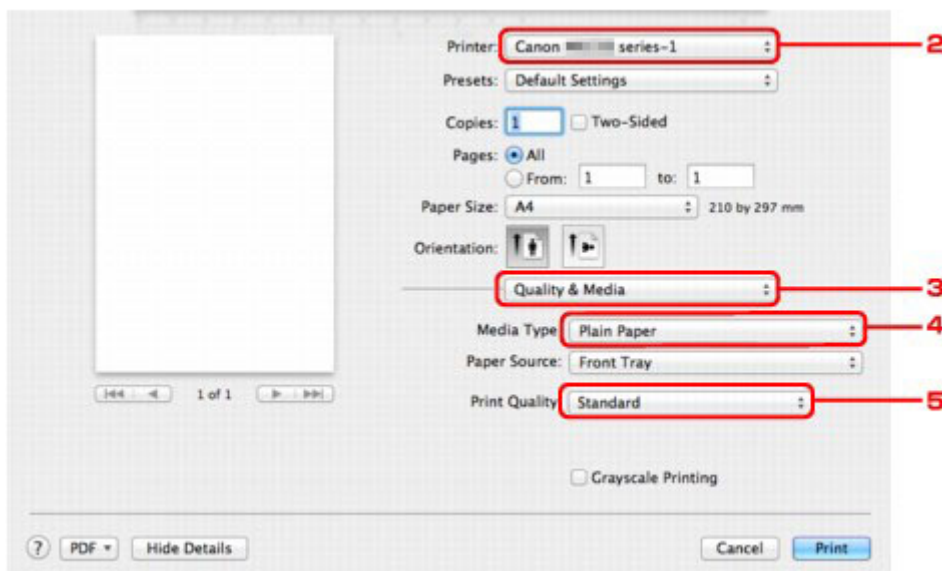 Printer: Canon series-1 2
Presets: Default Settings
Copies: 1 Two-Sided
Pages: All
From: 1 to: 1
Paper Size: A4 210 by 297 mm
Orientation:
Quality & Media 3
Media Type Plain Paper 4
Paper Source: Front Tray
1 of 1
Print Quality Standard 5
Grayscale Printing
? PDF Hide Details Cancel Print